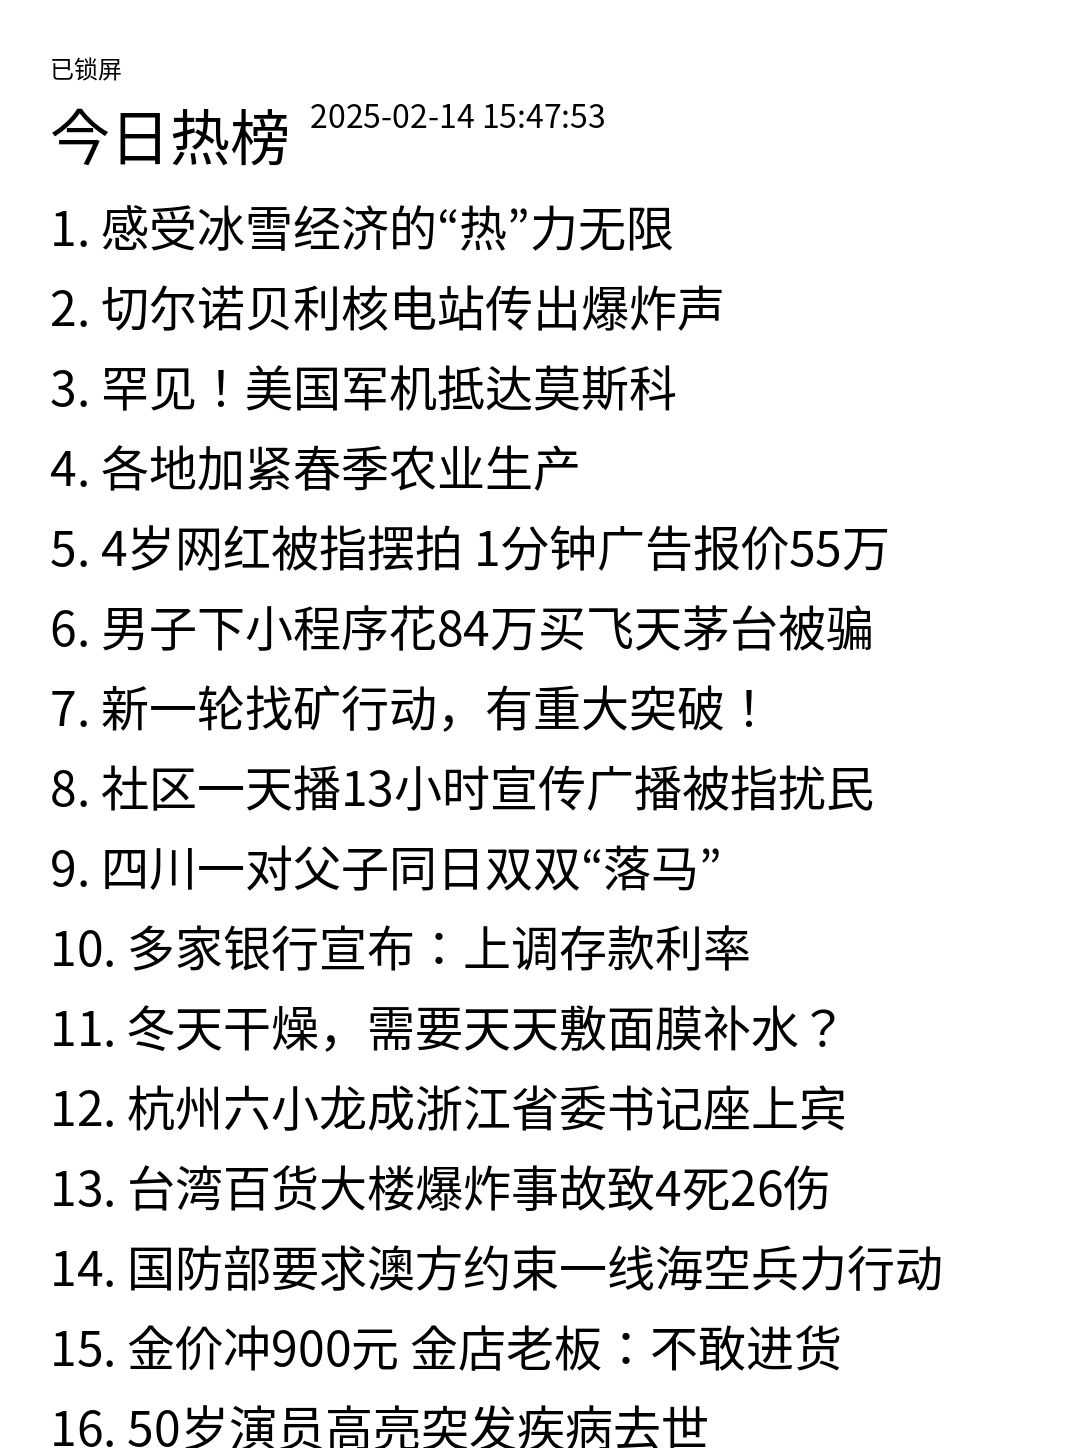 已锁屏
今日热榜 2025-02-14 15:47:53
1. 感受冰雪经济的“热”力无限
2. 切尔诺贝利核电站传出爆炸声
3. 罕见！美国军机抵达莫斯科
4. 各地加紧春季农业生产
5. 4岁网红被指摆拍 1分钟广告报价55万
6. 男子下小程序花84万买飞天茅台被骗
7. 新一轮找矿行动，有重大突破！
8. 社区一天播13小时宣传广播被指扰民
9. 四川一对父子同日双双“落马”
10. 多家银行宣布：上调存款利率
11. 冬天干燥，需要天天敷面膜补水？
12. 杭州六小龙成浙江省委书记座上宾
13. 台湾百货大楼爆炸事故致4死26伤
14. 国防部要求澳方约束一线海空兵力行动
15. 金价冲900元 金店老板：不敢进货
16. 50岁演员高亮突发疾病去世